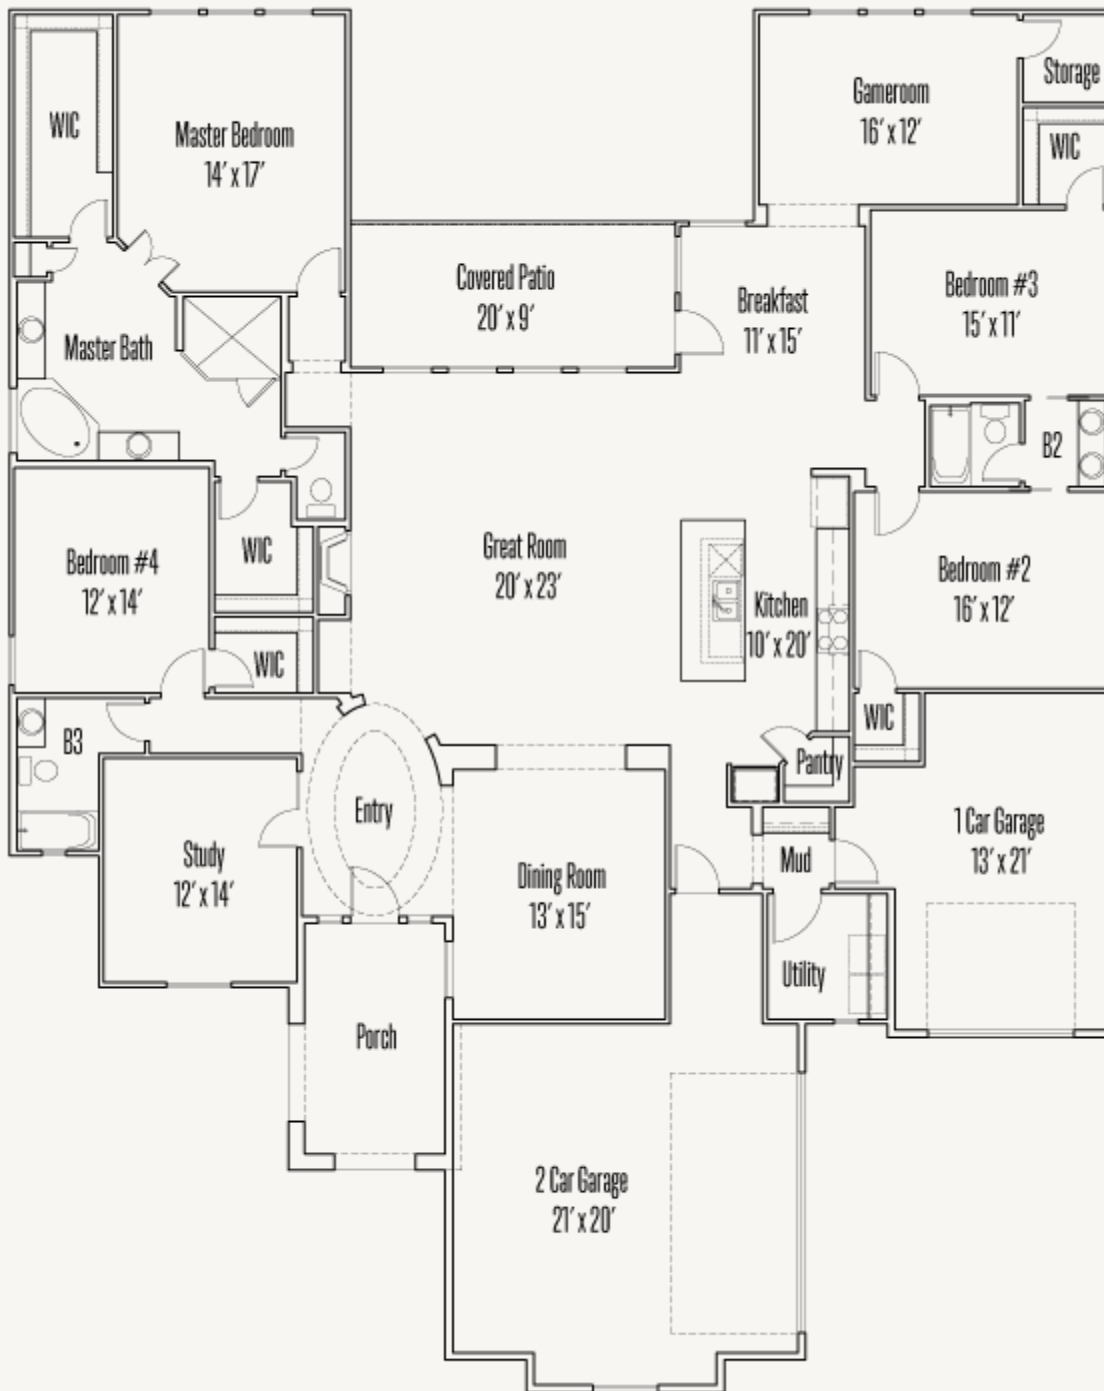 Gameroom
16' x 12'
Storage
WIC
Master Bedroom
14' x 17'
WIC
Covered Patio
20' x 9'
Breakfast
11' x 15'
Bedroom #3
15' x 11'
Master Bath
B2
Bedroom #4
12' x 14'
WIC
Great Room
20' x 23'
Kitchen
10' x 20'
Bedroom #2
16' x 12'
WIC
WIC
B3
Pantry
Entry
Study
12' x 14'
Dining Room
13' x 15'
Mud
1 Car Garage
13' x 21'
Utility
Porch
2 Car Garage
21' x 20'